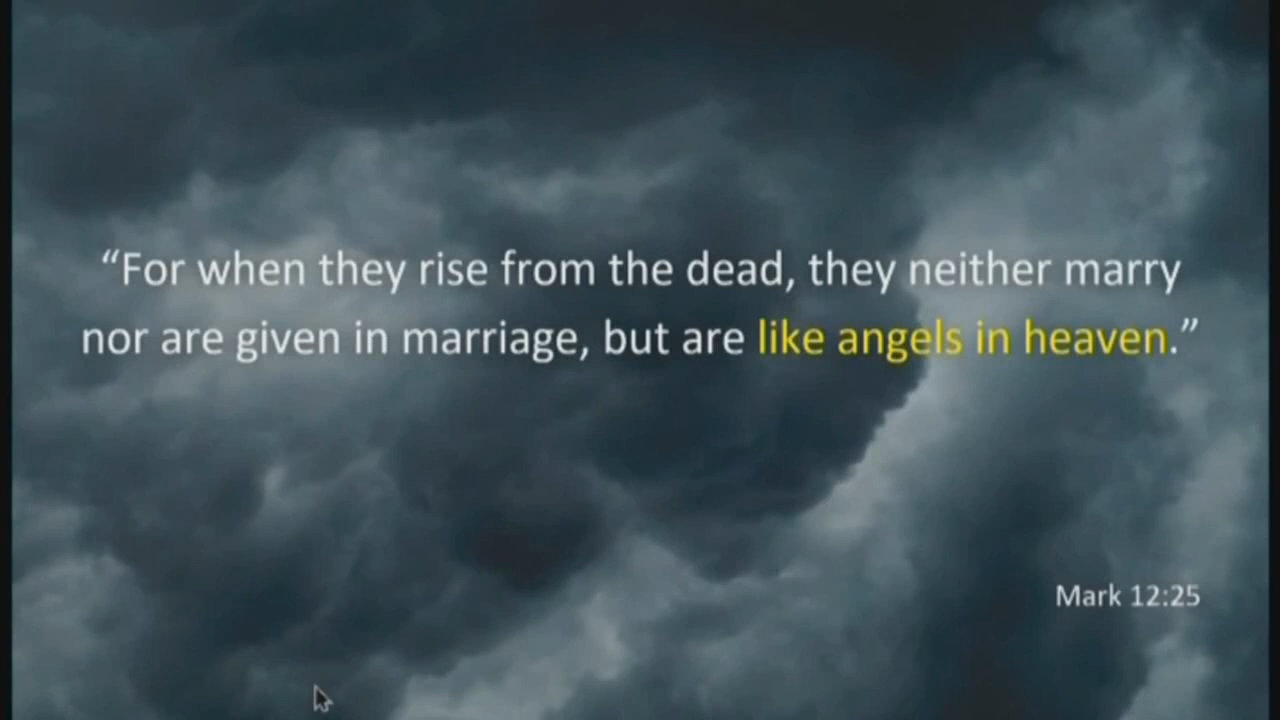 “For when they rise from the dead, they neither marry
nor are given in marriage, but are like angels in heaven.”
Mark 12:25